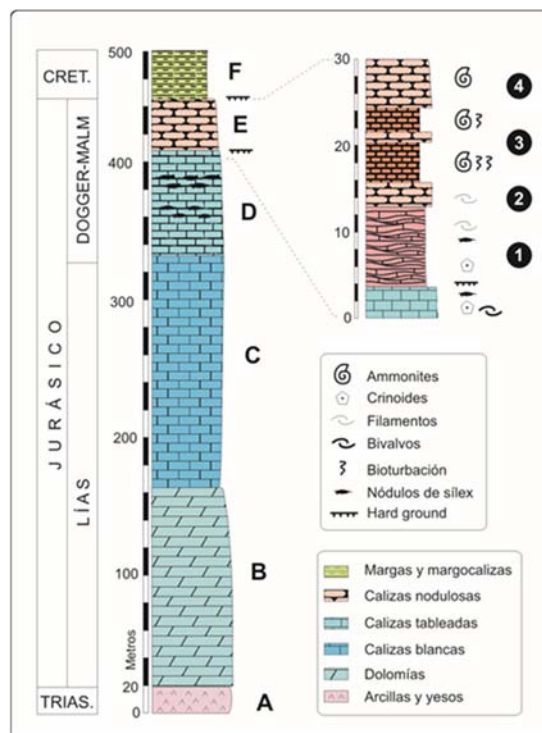 CRET.
DOGGER-MALM
JURÁSICO
LÍAS
TRIAS.
500
400
300
200
100
20
0
Metros
F
E
D
C
B
A
30
20
10
0
4
3
2
1
Ammonites
Crinoides
Filamentos
Bivalvos
Bioturbación
Nódulos de sílex
Hard ground
Margas y margocalizas
Calizas nodulosas
Calizas tableadas
Calizas blancas
Dolomías
Arcillas y yesos